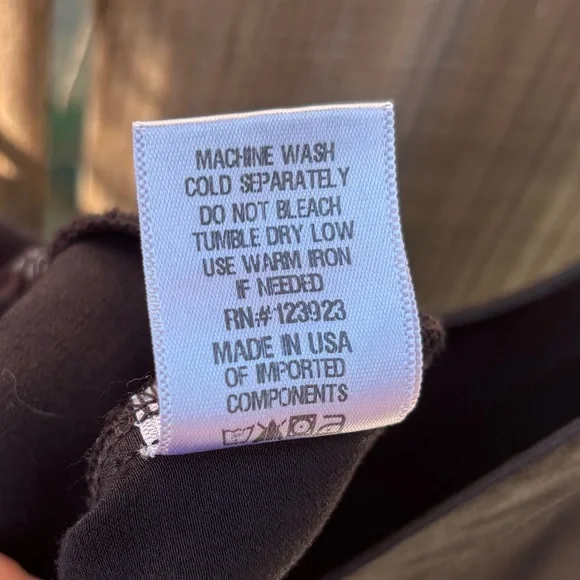 MACHINE WASH
COLD SEPARATELY
DO NOT BLEACH
TUMBLE DRY LOW
USE WARM IRON
IF NEEDED
RN# 123923
MADE IN USA
OF IMPORTED
COMPONENTS